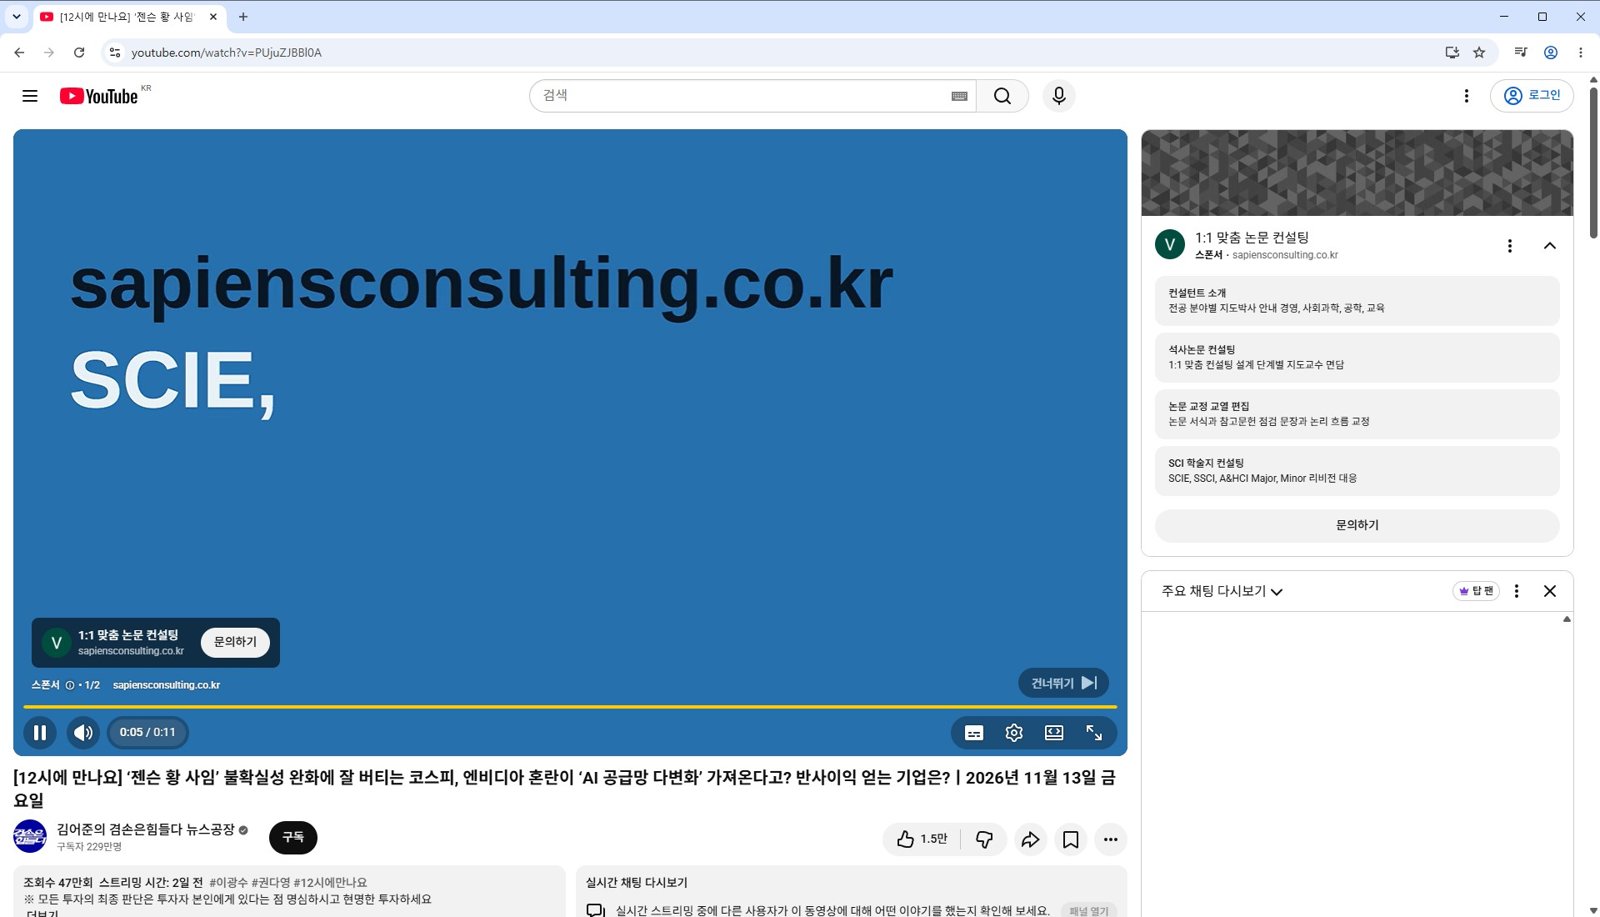 [12시에 만나요] ‘젠슨 황 사임’
youtube.com/watch?v=PUjuZJBBl0A
YouTube KR
검색
로그인
sapiensconsulting.co.kr
SCIE,
V
1:1 맞춤 논문 컨설팅
sapiensconsulting.co.kr
문의하기
스폰서 • 1/2 sapiensconsulting.co.kr
건너뛰기
0:05 / 0:11
V
1:1 맞춤 논문 컨설팅
스폰서 · sapiensconsulting.co.kr
컨설턴트 소개
전공 분야별 지도박사 안내 경영, 사회과학, 공학, 교육
석사논문 컨설팅
1:1 맞춤 컨설팅 설계 단계별 지도교수 면담
논문 교정 교열 편집
논문 서식과 참고문헌 점검 문장과 논리 흐름 교정
SCI 학술지 컨설팅
SCIE, SSCI, A&HCI Major, Minor 리비전 대응
문의하기
주요 채팅 다시보기
탑 팬
[12시에 만나요] ‘젠슨 황 사임’ 불확실성 완화에 잘 버티는 코스피, 엔비디아 혼란이 ‘AI 공급망 다변화’ 가져온다고? 반사이익 얻는 기업은?ㅣ2026년 11월 13일 금
요일
김어준의 겸손은힘들다 뉴스공장
구독자 229만명
구독
1.5만
조회수 47만회 스트리밍 시간: 2일 전 #이광수 #권다영 #12시에만나요
※ 모든 투자의 최종 판단은 투자자 본인에게 있다는 점 명심하시고 현명한 투자하세요
...더보기
실시간 채팅 다시보기
실시간 스트리밍 중에 다른 사용자가 이 동영상에 대해 어떤 이야기를 했는지 확인해 보세요.
패널 열기